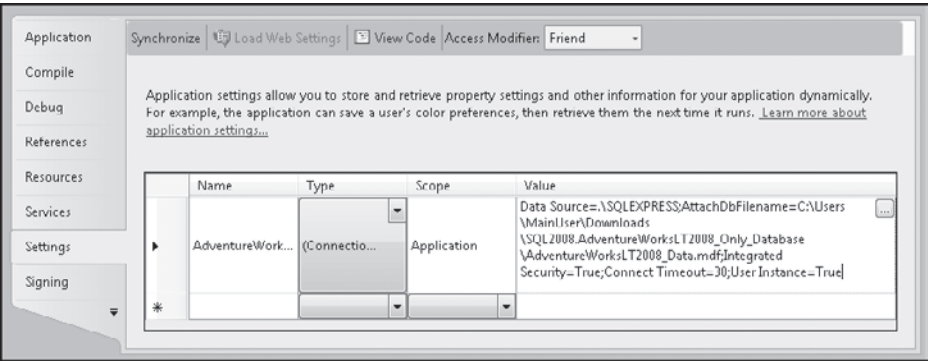 Application
Compile
Debug
References
Resources
Services
Settings
Signing
Synchronize Load Web Settings View Code Access Modifier: Friend
Application settings allow you to store and retrieve property settings and other information for your application dynamically.
For example, the application can save a user's color preferences, then retrieve them the next time it runs. Learn more about
application settings...
Name Type Scope Value
AdventureWork... (Connectio... Application
Data Source=.\SQLEXPRESS;AttachDbFilename=C:\Users
\MainUser\Downloads
\SQL2008.AdventureWorksLT2008_Only_Database
\AdventureWorksLT2008_Data.mdf;Integrated
Security=True;Connect Timeout=30;User Instance=True
...